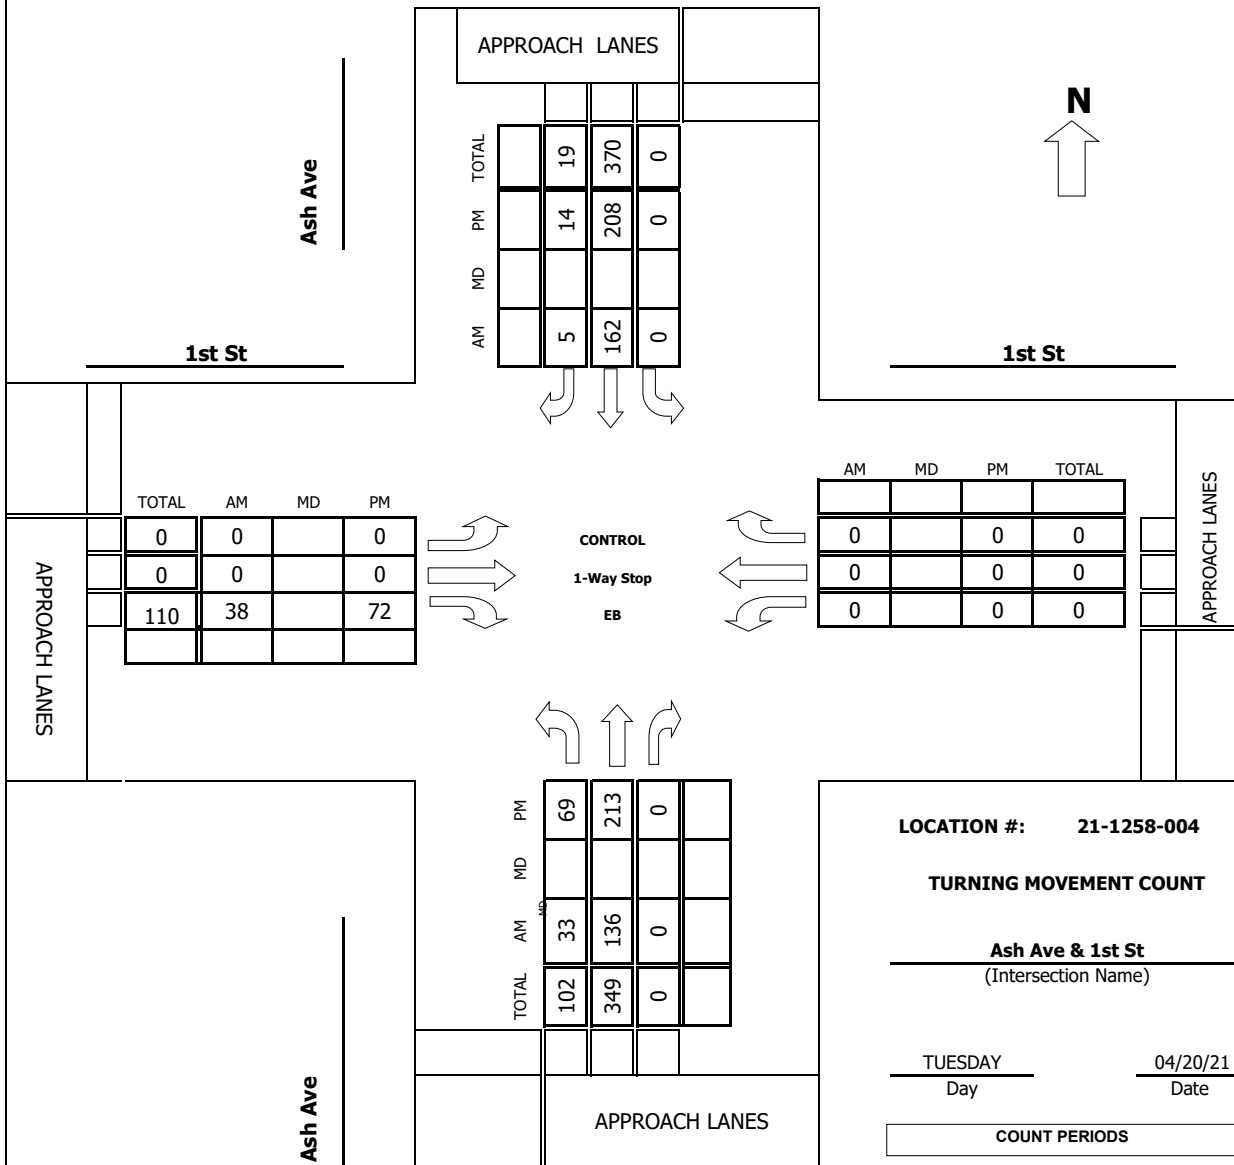 APPROACH LANES
N
Ash Ave
TOTAL 19 370 0
PM 14 208 0
MD
AM 5 162 0
1st St
1st St
TOTAL AM MD PM
0 0 0
0 0 0
110 38 72
APPROACH LANES
CONTROL
1-Way Stop
EB
AM MD PM TOTAL
0 0 0
0 0 0
0 0 0
APPROACH LANES
PM 69 213 0
MD
MD
AM 33 136 0
TOTAL 102 349 0
APPROACH LANES
Ash Ave
LOCATION #: 21-1258-004
TURNING MOVEMENT COUNT
Ash Ave & 1st St
(Intersection Name)
TUESDAY 04/20/21
Day Date
COUNT PERIODS